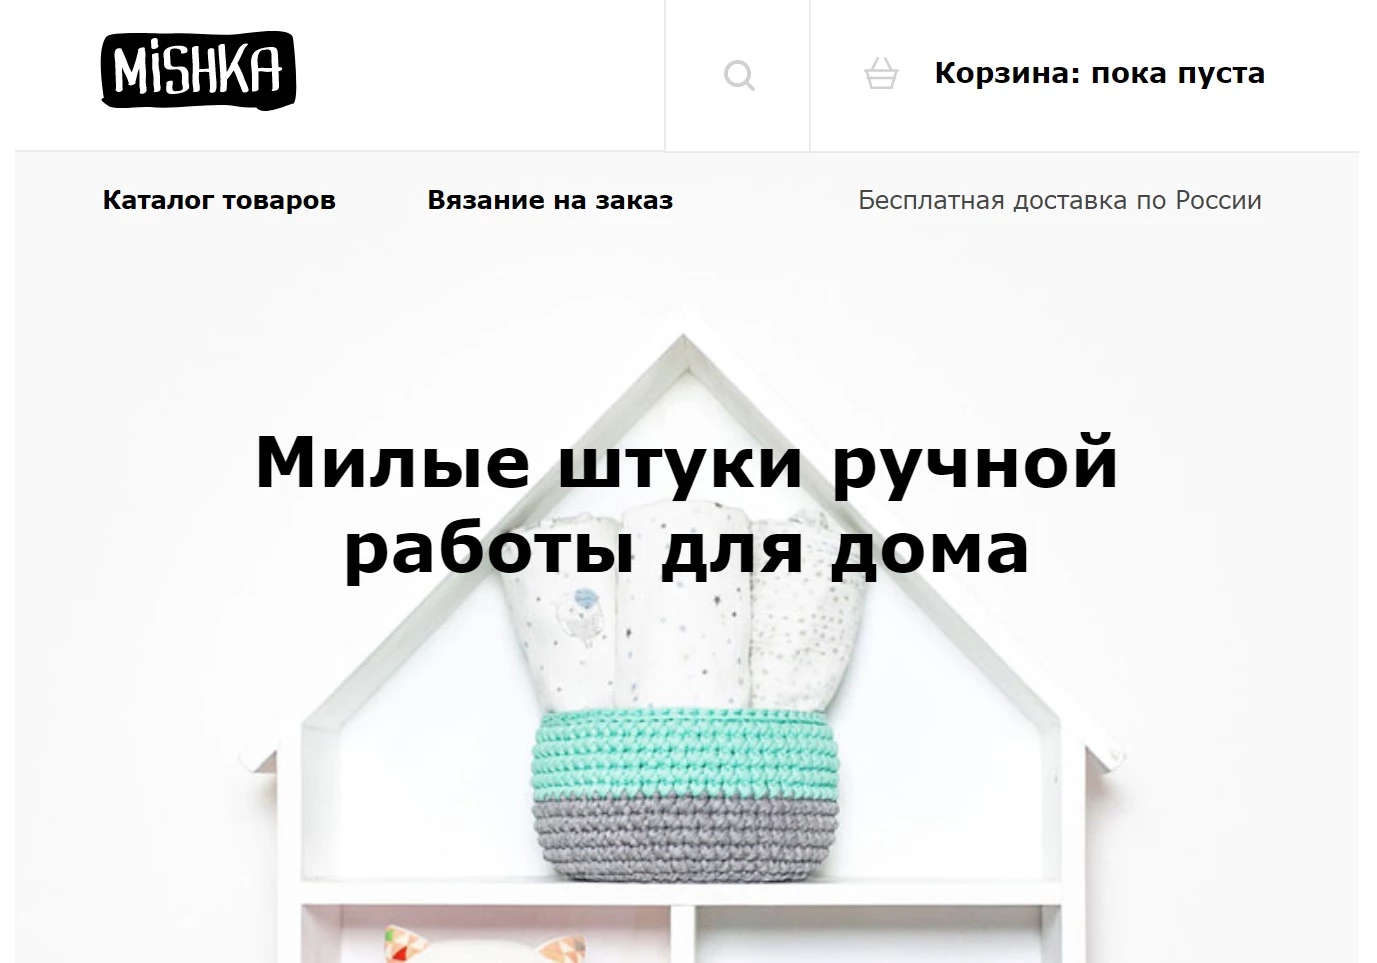 MiSHKA
Корзина: пока пуста
Каталог товаров
Вязание на заказ
Бесплатная доставка по России
Милые штуки ручной
работы для дома